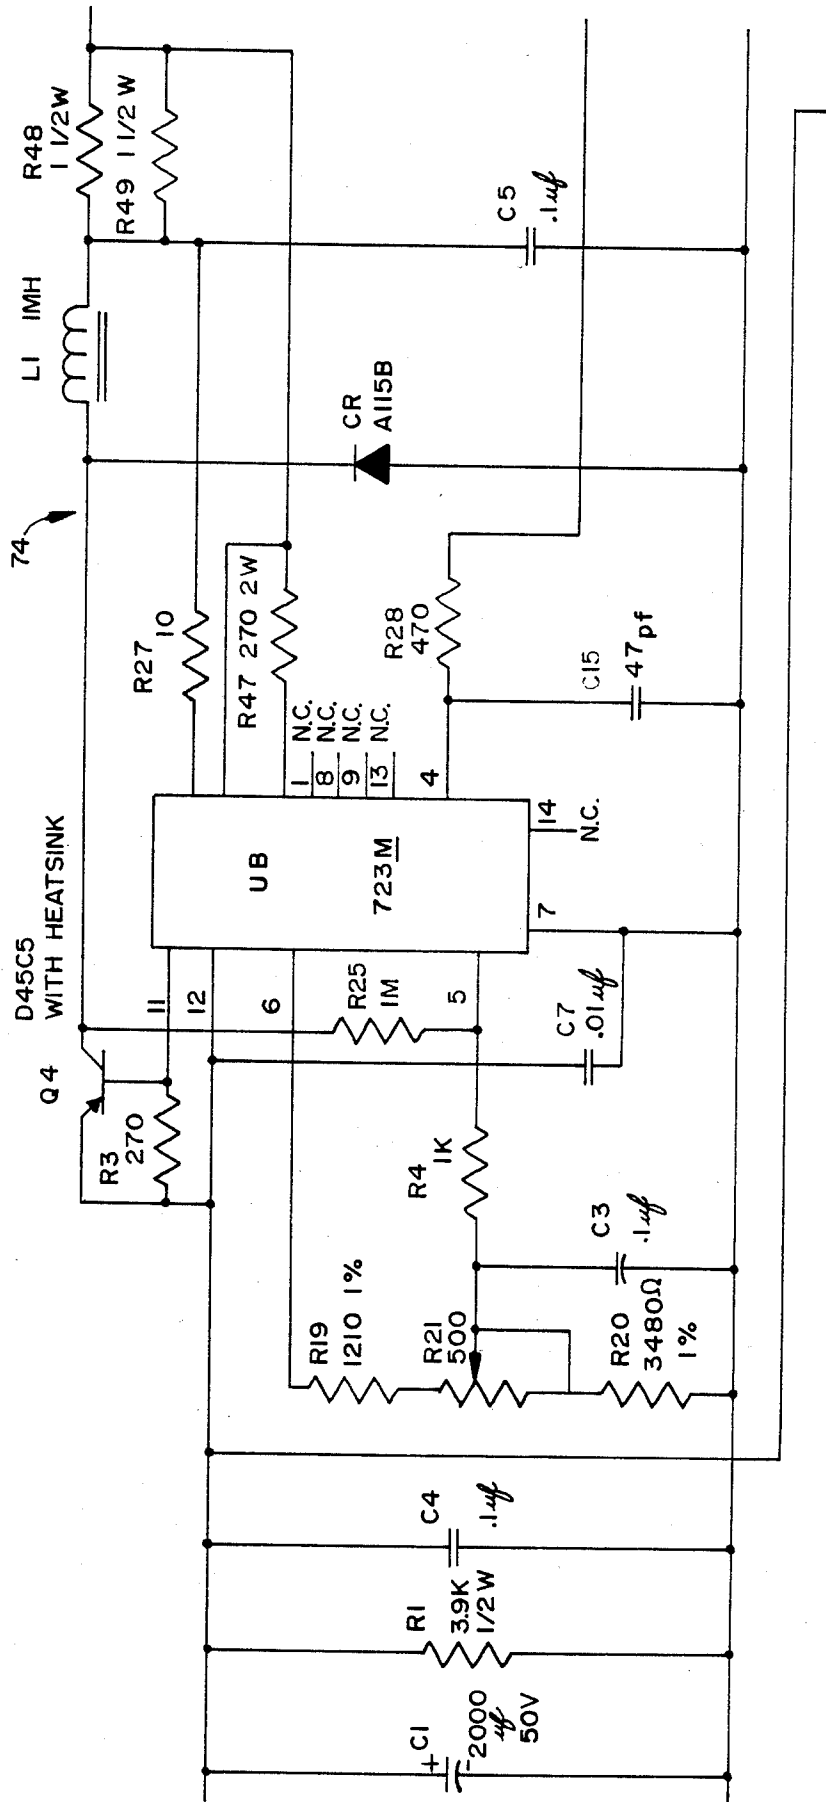 74
D45C5
WITH HEATSINK
Q4
L1 1MH
R48
1 1/2W
R49 1 1/2 W
R3
270
11
12
6
5
R25
1M
R27
10
R47 270 2W
UB
723M
1 N.C.
8 N.C.
9 N.C.
13 N.C.
4
14
N.C.
7
R28
470
CR
A115B
C5
.1uf
C15
47pf
C7
.01uf
R4
1K
C3
.1uf
R19
1210 1%
R21
500
R20
3480Ω
1%
C4
.1uf
R1
3.9K
1/2W
+ C1
2000
uf
50V